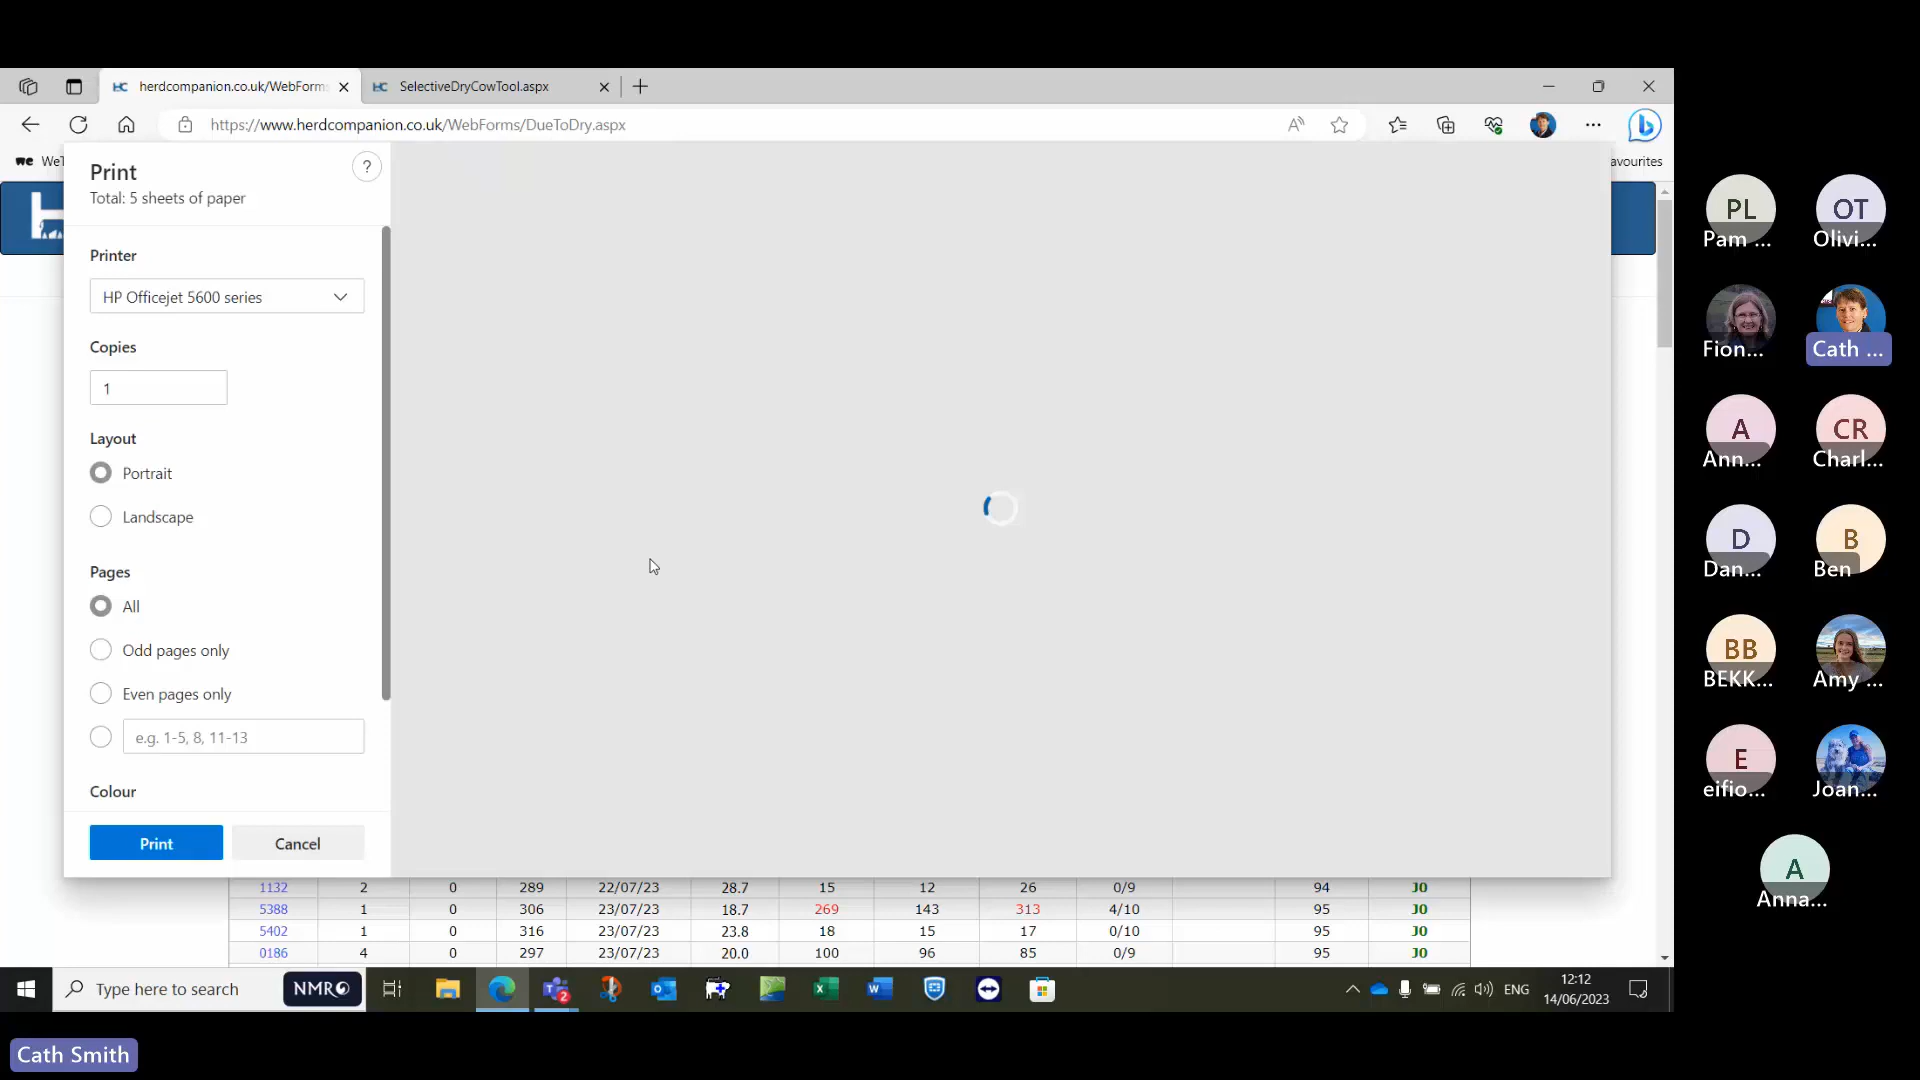 herdcompanion.co.uk/WebForms
SelectiveDryCowTool.aspx
https://www.herdcompanion.co.uk/WebForms/DueToDry.aspx
WeT
avourites
Print
?
Total: 5 sheets of paper
Printer
HP Officejet 5600 series
Copies
1
Layout
Portrait
Landscape
Pages
All
Odd pages only
Even pages only
e.g. 1-5, 8, 11-13
Colour
Print
Cancel
1132 2 0 289 22/07/23 28.7 15 12 26 0/9 94 J0
5388 1 0 306 23/07/23 18.7 269 143 313 4/10 95 J0
5402 1 0 316 23/07/23 23.8 18 15 17 0/10 95 J0
0186 4 0 297 23/07/23 20.0 100 96 85 0/9 95 J0
Type here to search
NMR
2
ENG
12:12
14/06/2023
PL
Pam ...
OT
Olivi...
Fion...
Cath ...
A
Ann...
CR
Charl...
D
Dan...
B
Ben
BB
BEKK...
Amy ...
E
eifio...
Joan...
A
Anna...
Cath Smith